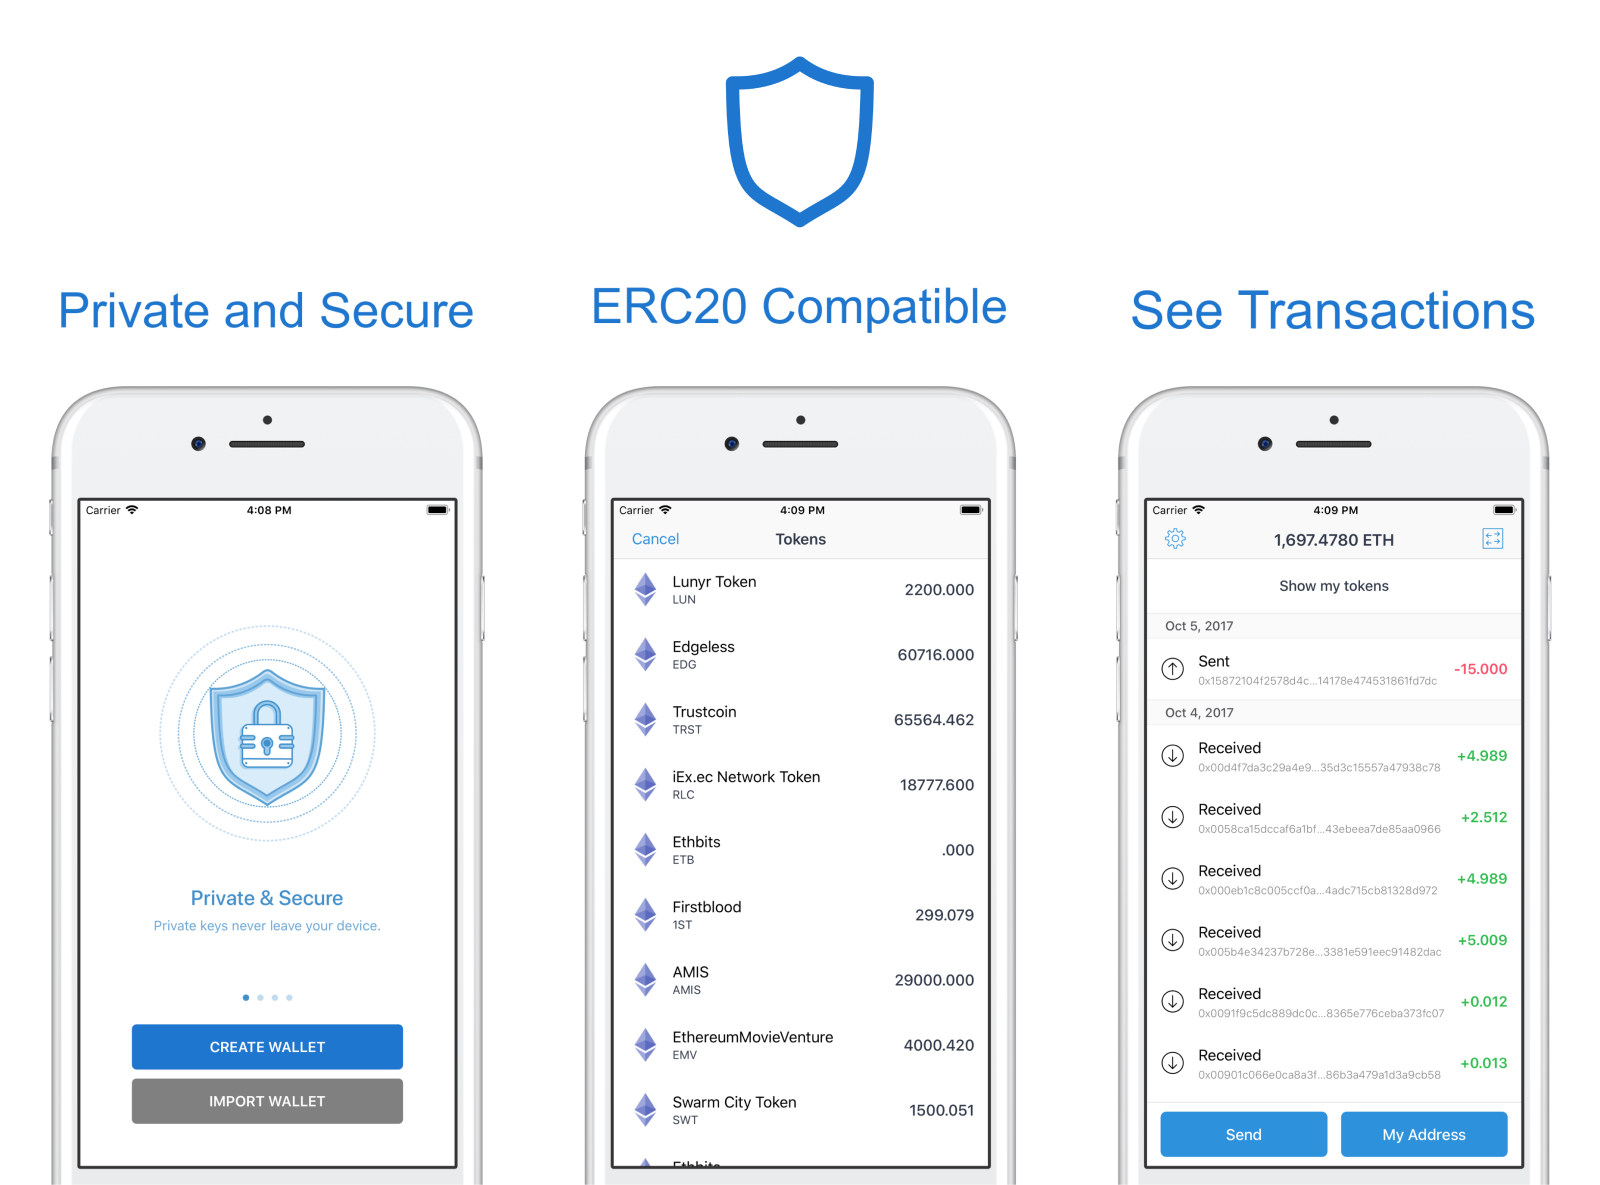 Private and Secure
ERC20 Compatible
See Transactions
Carrier 4:08 PM
Private & Secure
Private keys never leave your device.
CREATE WALLET
IMPORT WALLET
Carrier 4:09 PM
Cancel Tokens
Lunyr Token
LUN
2200.000
Edgeless
EDG
60716.000
Trustcoin
TRST
65564.462
iEx.ec Network Token
RLC
18777.600
Ethbits
ETB
.000
Firstblood
1ST
299.079
AMIS
AMIS
29000.000
EthereumMovieVenture
EMV
4000.420
Swarm City Token
SWT
1500.051
Ethbits
Carrier 4:09 PM
1,697.4780 ETH
Show my tokens
Oct 5, 2017
Sent
0x15872104f2578d4c...14178e474531861fd7dc
-15.000
Oct 4, 2017
Received
0x00d4f7da3c29a4e9...35d3c15557a47938c78
+4.989
Received
0x0058ca15dccaf6a1bf...43ebeea7de85aa0966
+2.512
Received
0x000eb1c8c005ccf0a...4adc715cb81328d972
+4.989
Received
0x005b4e34237b728e...3381e591eec91482dac
+5.009
Received
0x0091f9c5dc889dc0c...8365e776ceba373fc07
+0.012
Received
0x00901c066e0ca8a3f...86b3a479a1d3a9cb58
+0.013
Send My Address